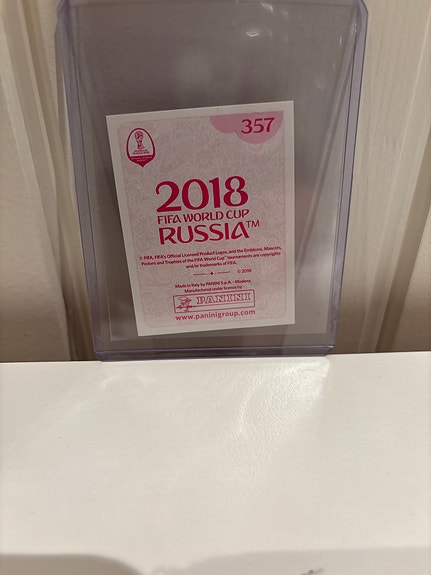 357
2018
FIFA WORLD CUP
RUSSIA™
© FIFA, FIFA's Official Licensed Product Logos, and the Emblems, Mascots,
Posters and Trophies of the FIFA World Cup™ tournaments are copyrights
and/or trademarks of FIFA.
© 2018
Made in Italy by PANINI S.p.A. - Modena
Manufactured under licence by
PANINI
www.paninigroup.com